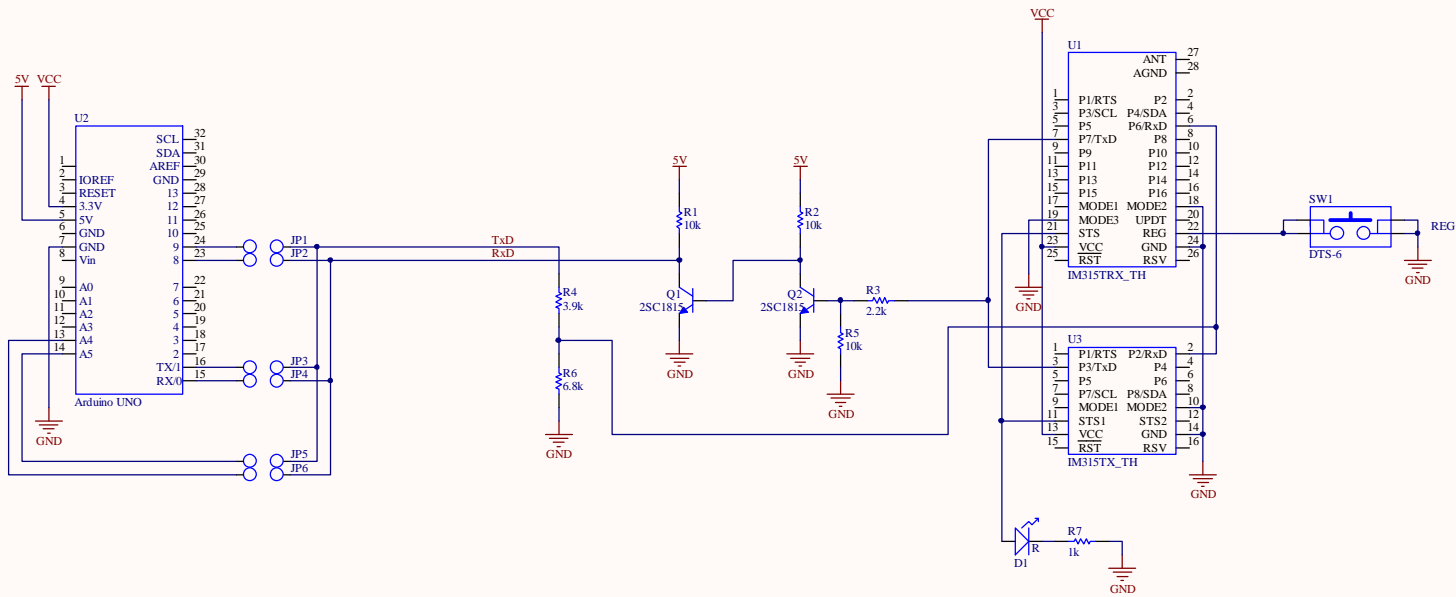 5V VCC
U2
SCL 32
SDA 31
1 AREF 30
2 IOREF GND 29
3 RESET 13 28
4 3.3V 12 27
5 5V 11 26
6 GND 10 25
7 GND 9 24
8 Vin 8 23
9 A0 7 22
10 A1 6 21
11 A2 5 20
12 A3 4 19
13 A4 3 18
14 A5 2 17
TX/1 16
RX/0 15
Arduino UNO
GND
JP1
JP2
JP3
JP4
JP5
JP6
TxD
RxD
R4
3.9k
R6
6.8k
GND
5V
R1
10k
Q1
2SC1815
GND
5V
R2
10k
Q2
2SC1815
GND
R3
2.2k
R5
10k
GND
VCC
U1
ANT 27
AGND 28
1 P1/RTS P2 2
3 P3/SCL P4/SDA 4
5 P5 P6/RxD 6
7 P7/TxD P8 8
9 P9 P10 10
11 P11 P12 12
13 P13 P14 14
15 P15 P16 16
17 MODE1 MODE2 18
19 MODE3 UPDT 20
21 STS REG 22
23 VCC GND 24
25 RST RSV 26
IM315TRX_TH
GND
U3
1 P1/RTS P2/RxD 2
3 P3/TxD P4 4
5 P5 P6 6
7 P7/SCL P8/SDA 8
9 MODE1 MODE2 10
11 STS1 STS2 12
13 VCC GND 14
15 RST RSV 16
IM315TX_TH
GND
SW1
DTS-6
REG
GND
R
D1
R7
1k
GND